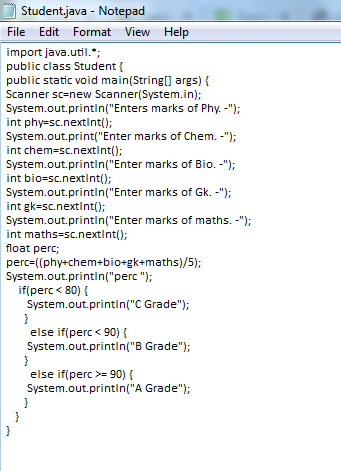 Student.java - Notepad
File Edit Format View Help
import java.util.*;
public class Student {
public static void main(String[] args) {
Scanner sc=new Scanner(System.in);
System.out.println("Enters marks of Phy. -");
int phy=sc.nextInt();
System.out.print("Enter marks of Chem. -");
int chem=sc.nextInt();
System.out.println("Enter marks of Bio. -");
int bio=sc.nextInt();
System.out.println("Enter marks of Gk. -");
int gk=sc.nextInt();
System.out.println("Enter marks of maths. -");
int maths=sc.nextInt();
float perc;
perc=((phy+chem+bio+gk+maths)/5);
System.out.println("perc ");
if(perc < 80) {
System.out.println("C Grade");
}
else if(perc < 90) {
System.out.println("B Grade");
}
else if(perc >= 90) {
System.out.println("A Grade");
}
}
}